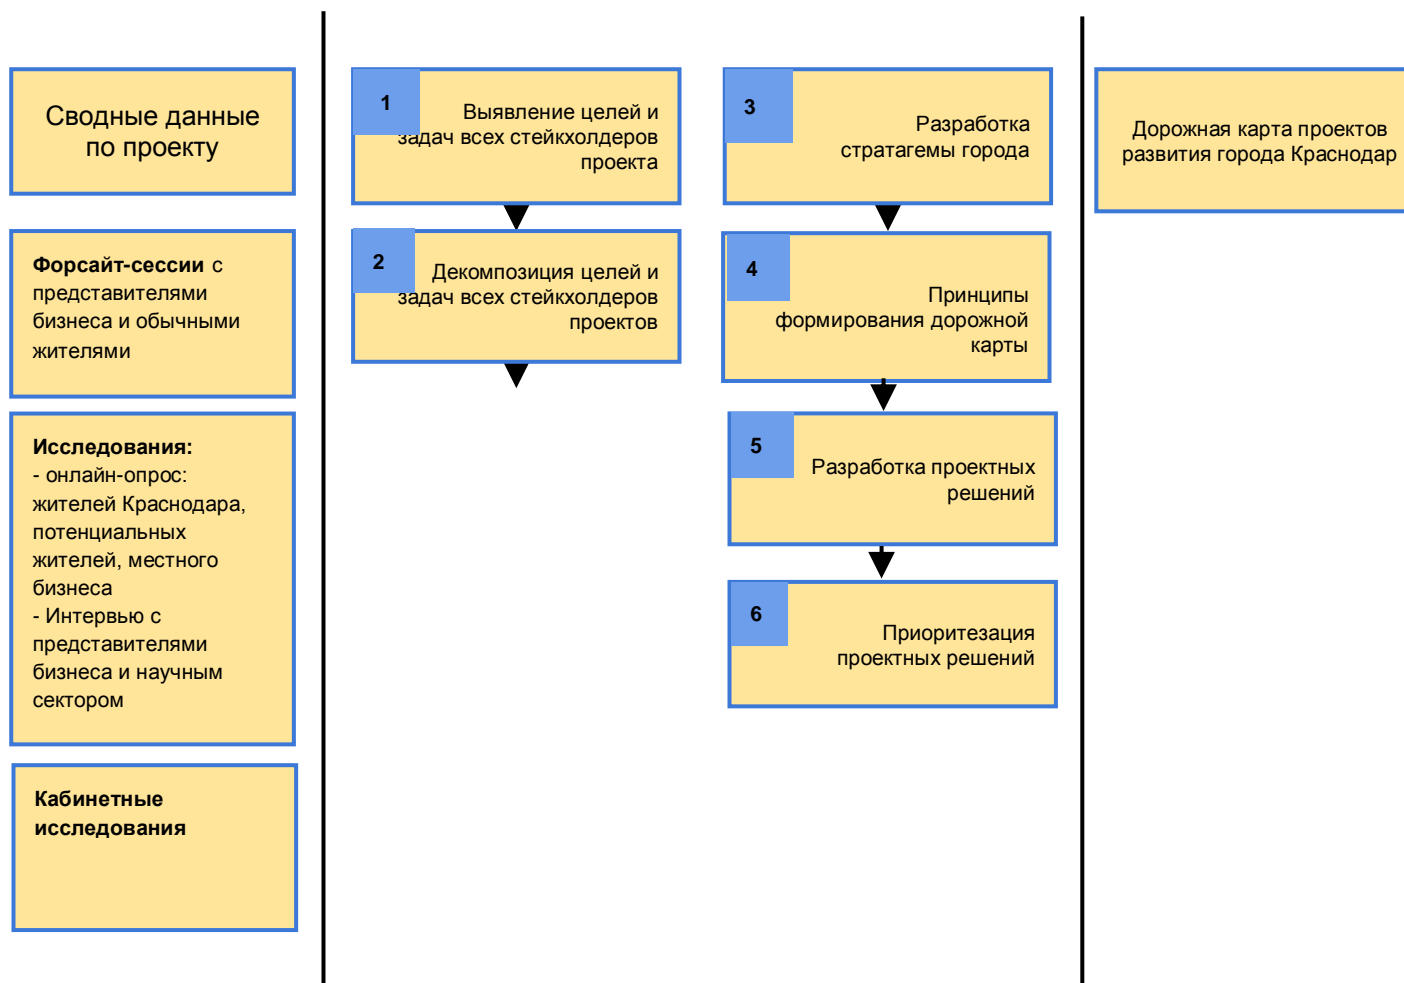 Сводные данные
по проекту
Форсайт-сессии с
представителями
бизнеса и обычными
жителями
Исследования:
- онлайн-опрос:
жителей Краснодара,
потенциальных
жителей, местного
бизнеса
- Интервью с
представителями
бизнеса и научным
сектором
Кабинетные
исследования
1
Выявление целей и
задач всех стейкхолдеров
проекта
2
Декомпозиция целей и
задач всех стейкхолдеров
проектов
3
Разработка
стратагемы города
4
Принципы
формирования дорожной
карты
5
Разработка проектных
решений
6
Приоритезация
проектных решений
Дорожная карта проектов
развития города Краснодар